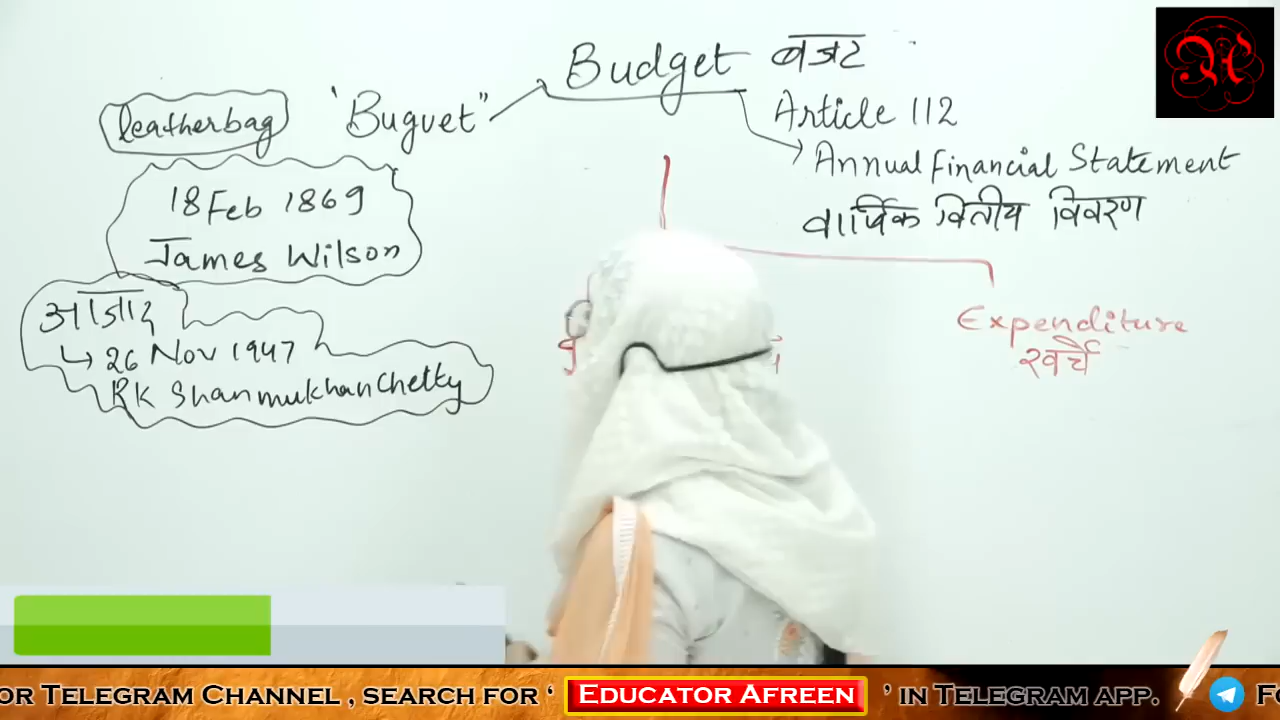 Budget बजट
leatherbag 'Buguet"
Article 112
Annual Financial Statement
वार्षिक वित्तीय विवरण
18 Feb 1869
James Wilson
आज़ाद
26 Nov 1947
RK Shanmukhan Chetty
Expenditure
खर्चे
OR TELEGRAM CHANNEL , SEARCH FOR ‘ EDUCATOR AFREEN ’ IN TELEGRAM APP. FO